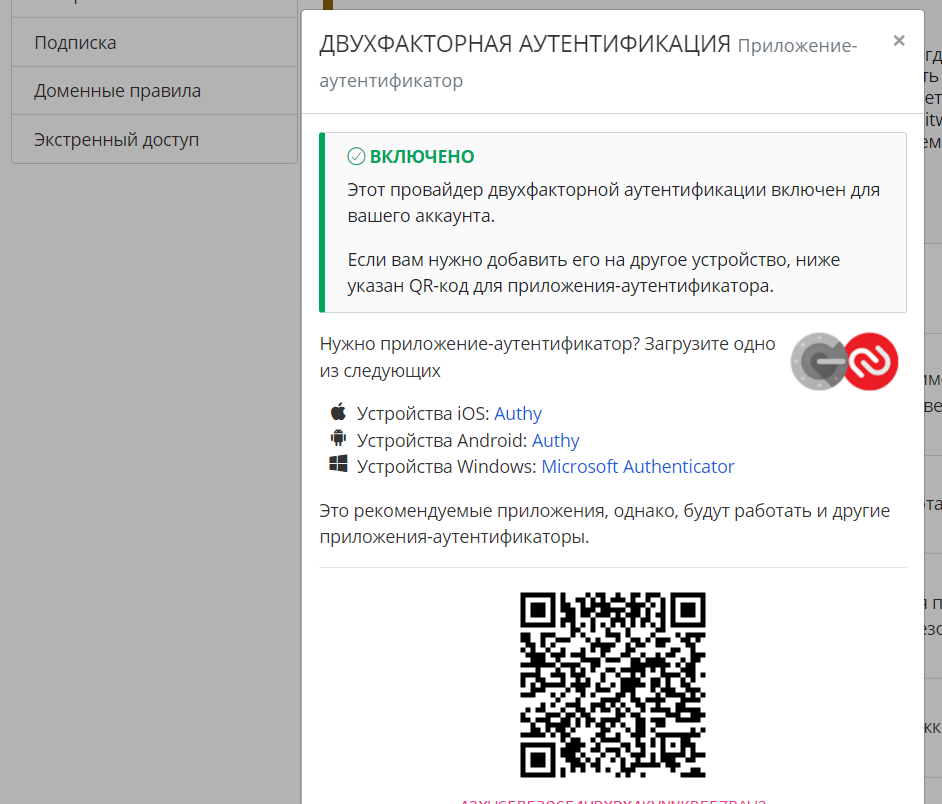 Подписка
Доменные правила
Экстренный доступ
ДВУХФАКТОРНАЯ АУТЕНТИФИКАЦИЯ Приложение-
аутентификатор
×
ВКЛЮЧЕНО
Этот провайдер двухфакторной аутентификации включен для
вашего аккаунта.
Если вам нужно добавить его на другое устройство, ниже
указан QR-код для приложения-аутентификатора.
Нужно приложение-аутентификатор? Загрузите одно
из следующих
Устройства iOS: Authy
Устройства Android: Authy
Устройства Windows: Microsoft Authenticator
Это рекомендуемые приложения, однако, будут работать и другие
приложения-аутентификаторы.